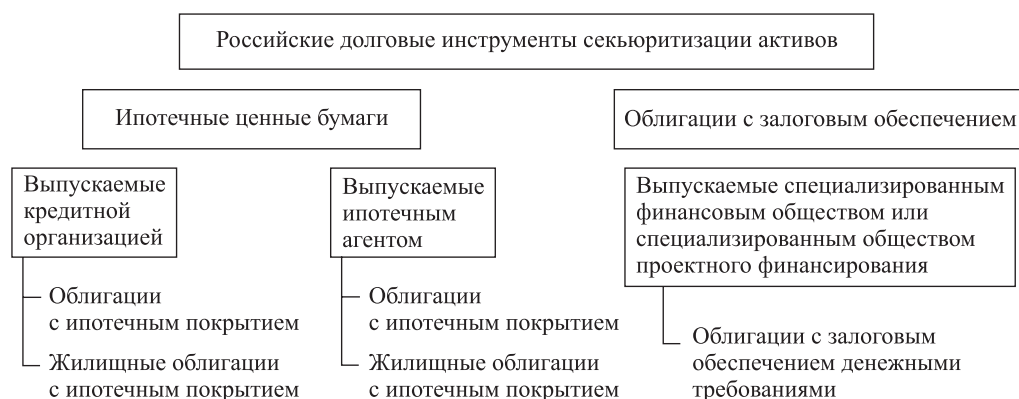 Российские долговые инструменты секьюритизации активов
Ипотечные ценные бумаги
Облигации с залоговым обеспечением
Выпускаемые
кредитной
организацией
Облигации
с ипотечным покрытием
Жилищные облигации
с ипотечным покрытием
Выпускаемые
ипотечным
агентом
Облигации
с ипотечным покрытием
Жилищные облигации
с ипотечным покрытием
Выпускаемые специализированным
финансовым обществом или
специализированным обществом
проектного финансирования
Облигации с залоговым
обеспечением денежными
требованиями